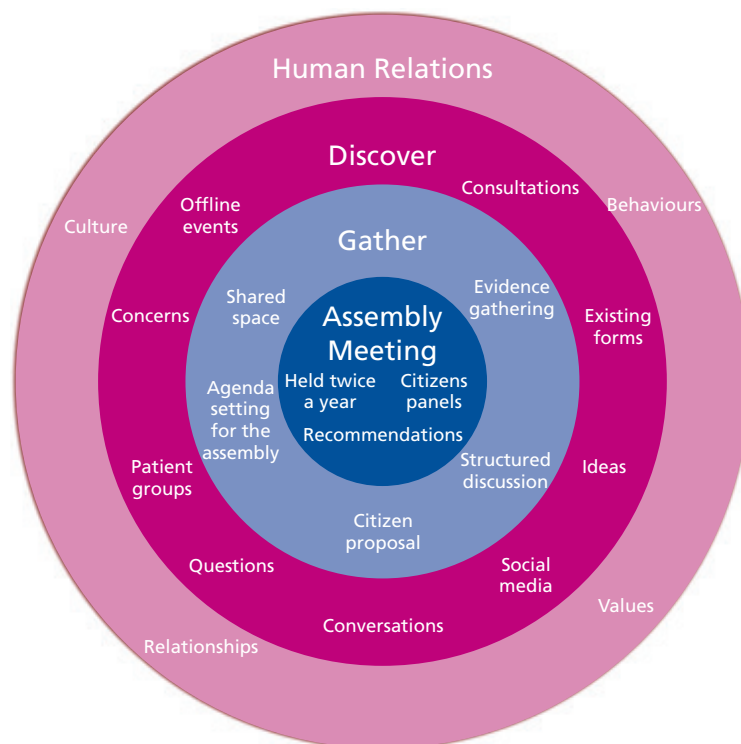 Human Relations
Culture
Behaviours
Relationships
Values
Discover
Offline
events
Consultations
Concerns
Existing
forms
Patient
groups
Ideas
Questions
Social
media
Conversations
Gather
Shared
space
Evidence
gathering
Agenda
setting
for the
assembly
Structured
discussion
Citizen
proposal
Assembly
Meeting
Held twice
a year
Citizens
panels
Recommendations